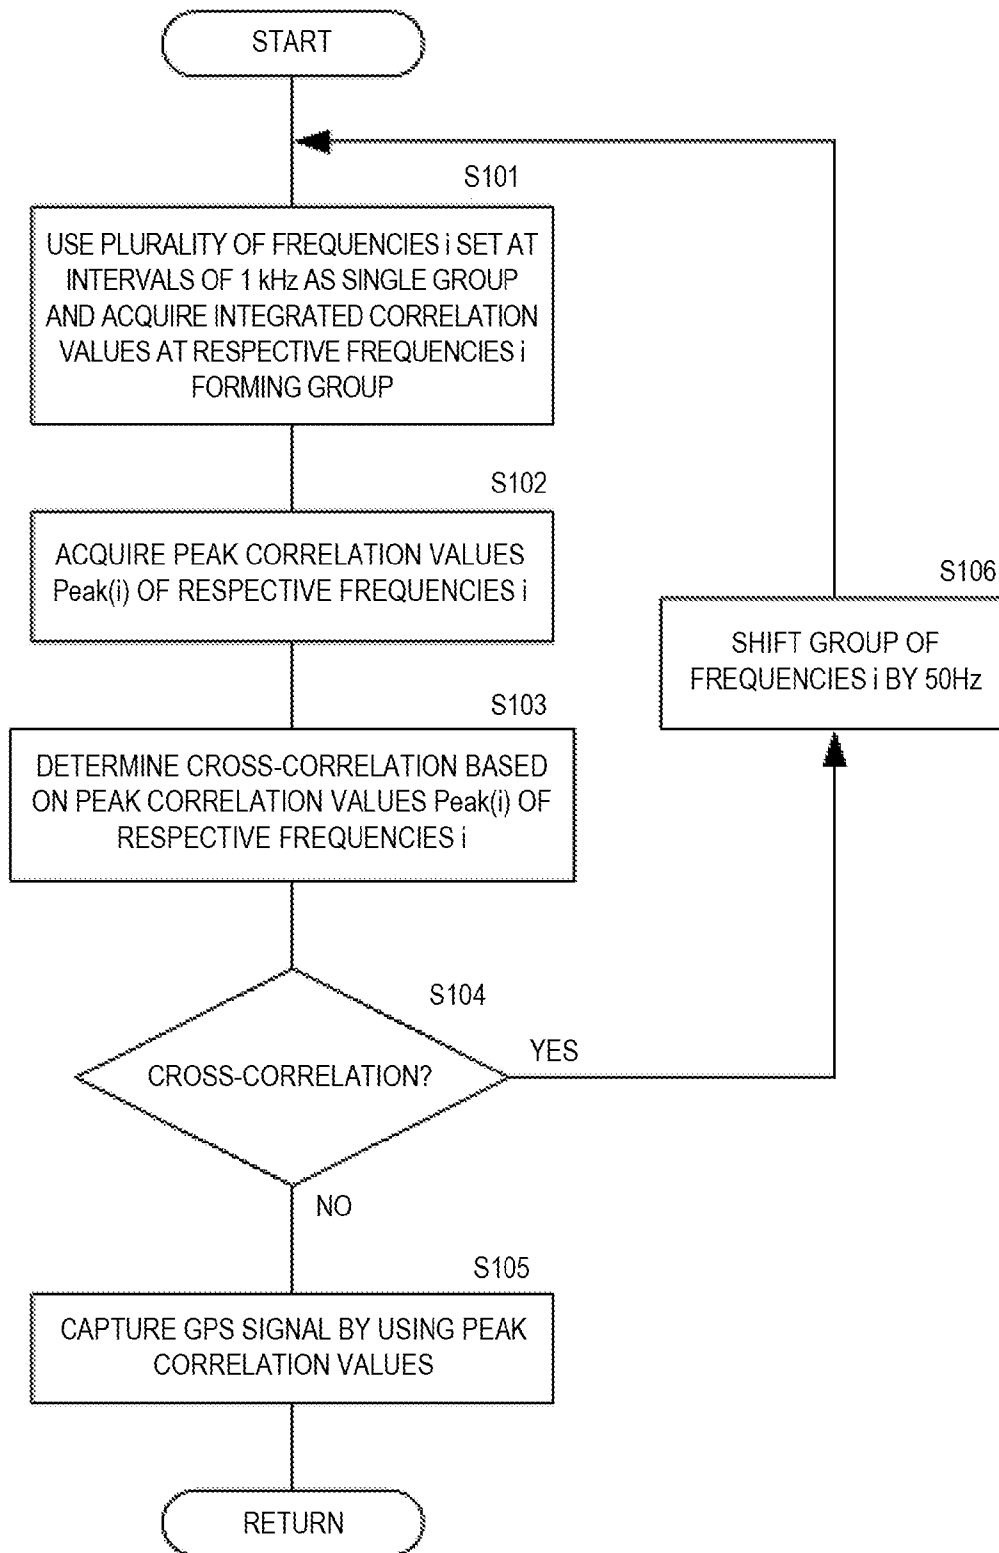 START
S101
USE PLURALITY OF FREQUENCIES i SET AT
INTERVALS OF 1 kHz AS SINGLE GROUP
AND ACQUIRE INTEGRATED CORRELATION
VALUES AT RESPECTIVE FREQUENCIES i
FORMING GROUP
S102
ACQUIRE PEAK CORRELATION VALUES
Peak(i) OF RESPECTIVE FREQUENCIES i
S106
SHIFT GROUP OF
FREQUENCIES i BY 50Hz
S103
DETERMINE CROSS-CORRELATION BASED
ON PEAK CORRELATION VALUES Peak(i) OF
RESPECTIVE FREQUENCIES i
S104
CROSS-CORRELATION?
YES
NO
S105
CAPTURE GPS SIGNAL BY USING PEAK
CORRELATION VALUES
RETURN